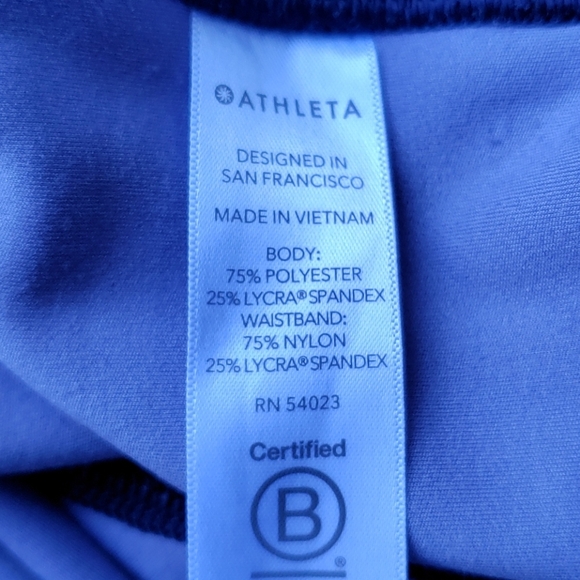 ATHLETA
DESIGNED IN
SAN FRANCISCO
MADE IN VIETNAM
BODY:
75% POLYESTER
25% LYCRA® SPANDEX
WAISTBAND:
75% NYLON
25% LYCRA® SPANDEX
RN 54023
Certified
B
®